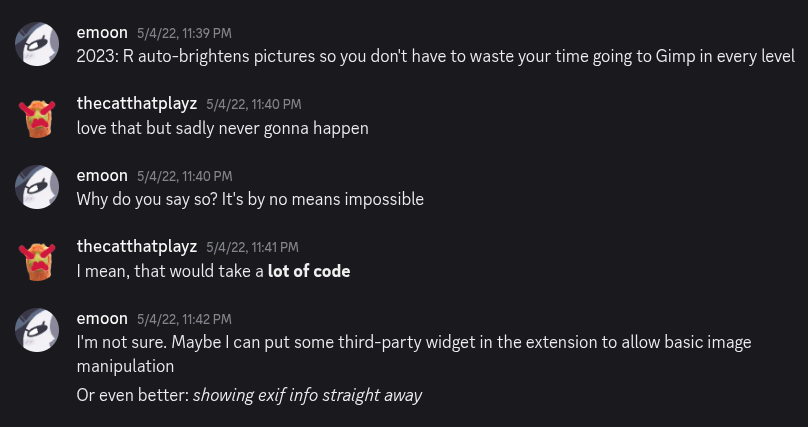 emoon 5/4/22, 11:39 PM
2023: R auto-brightens pictures so you don't have to waste your time going to Gimp in every level
thecatthatplayz 5/4/22, 11:40 PM
love that but sadly never gonna happen
emoon 5/4/22, 11:40 PM
Why do you say so? It's by no means impossible
thecatthatplayz 5/4/22, 11:41 PM
I mean, that would take a lot of code
emoon 5/4/22, 11:42 PM
I'm not sure. Maybe I can put some third-party widget in the extension to allow basic image
manipulation
Or even better: showing exif info straight away